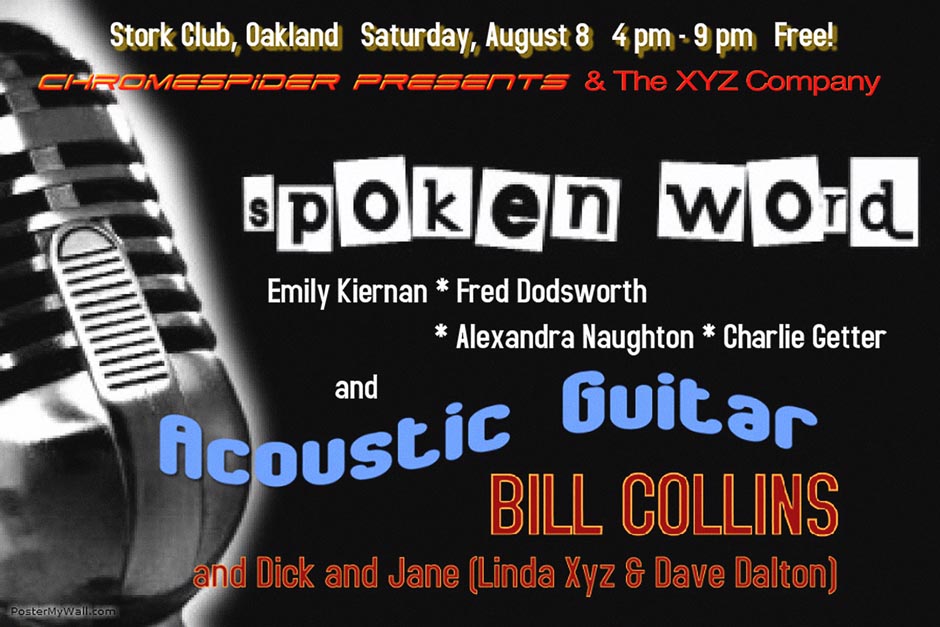 Stork Club, Oakland Saturday, August 8 4 pm - 9 pm Free!
CHROMESPIDER PRESENTS & The XYZ Company
spoken word
Emily Kiernan * Fred Dodsworth
* Alexandra Naughton * Charlie Getter
and
Acoustic Guitar
BILL COLLINS
and Dick and Jane (Linda Xyz & Dave Dalton)
PosterMyWall.com